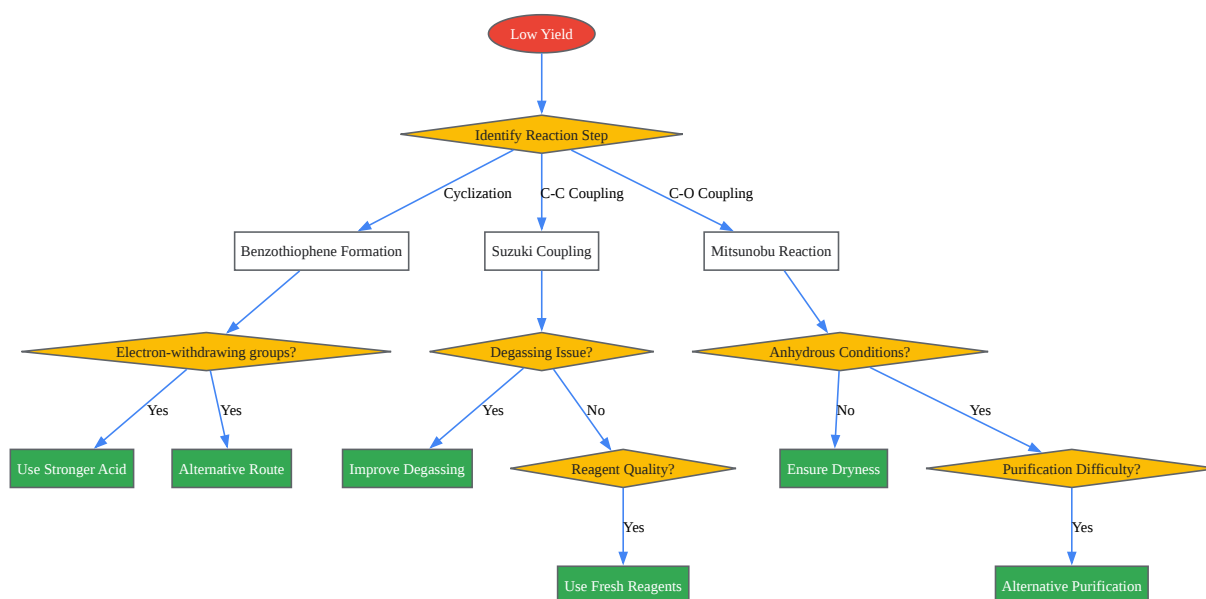 Low Yield
Identify Reaction Step
Cyclization
C-C Coupling
C-O Coupling
Benzothiophene Formation
Suzuki Coupling
Mitsunobu Reaction
Electron-withdrawing groups?
Degassing Issue?
Anhydrous Conditions?
Yes
Yes
Yes
No
No
Yes
Use Stronger Acid
Alternative Route
Improve Degassing
Reagent Quality?
Ensure Dryness
Purification Difficulty?
Yes
Yes
Use Fresh Reagents
Alternative Purification